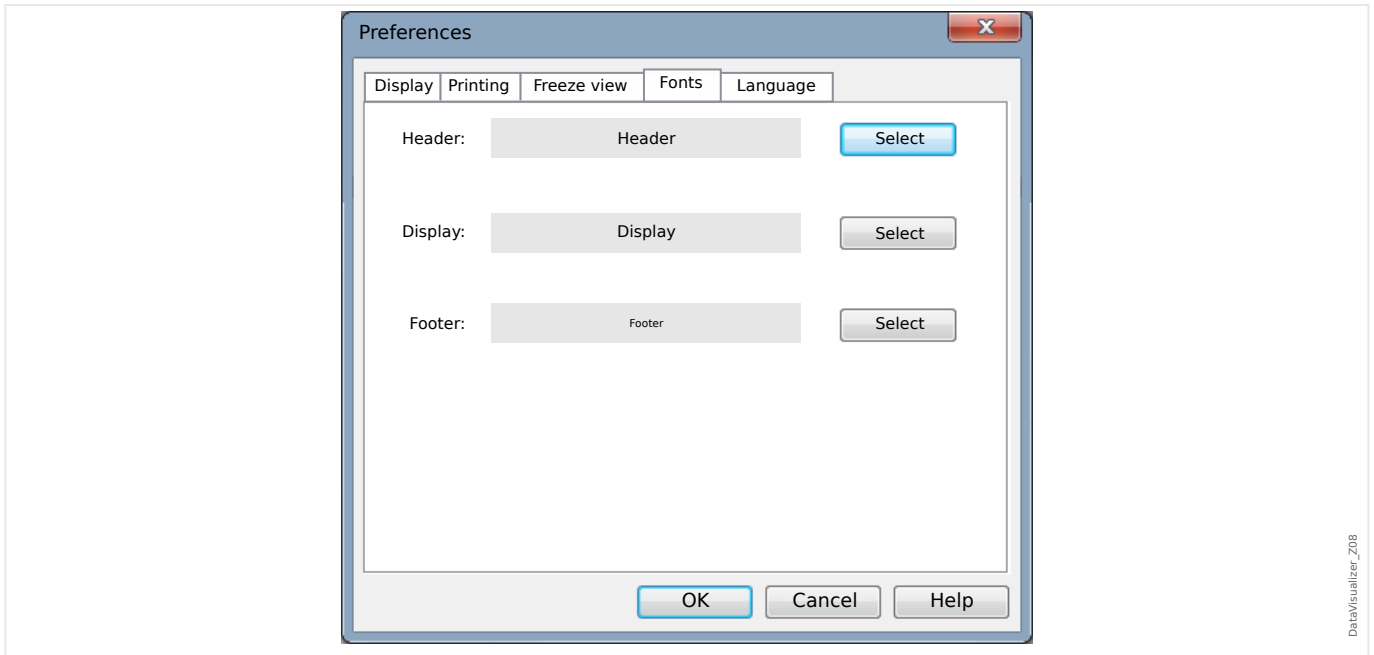 Preferences
Display Printing Freeze view Fonts Language
Header: Header Select
Display: Display Select
Footer: Footer Select
OK Cancel Help
DataVisualizer_Z08